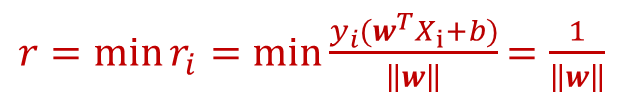 r = min rᵢ = min yᵢ(wᵀXᵢ+b)/‖w‖ = 1/‖w‖